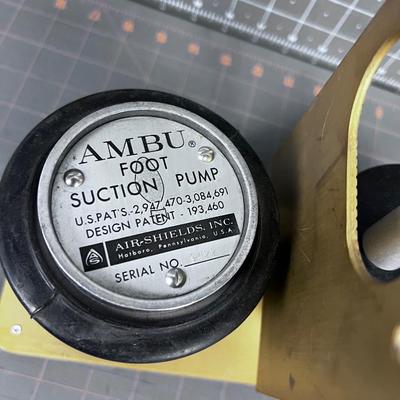 AMBU®
FOOT
SUCTION PUMP
U.S.PAT'S.-2,947,470-3,084,691
DESIGN PATENT - 193,460
AIR-SHIELDS, INC.
Hatboro, Pennsylvania, U.S.A.
SERIAL NO.